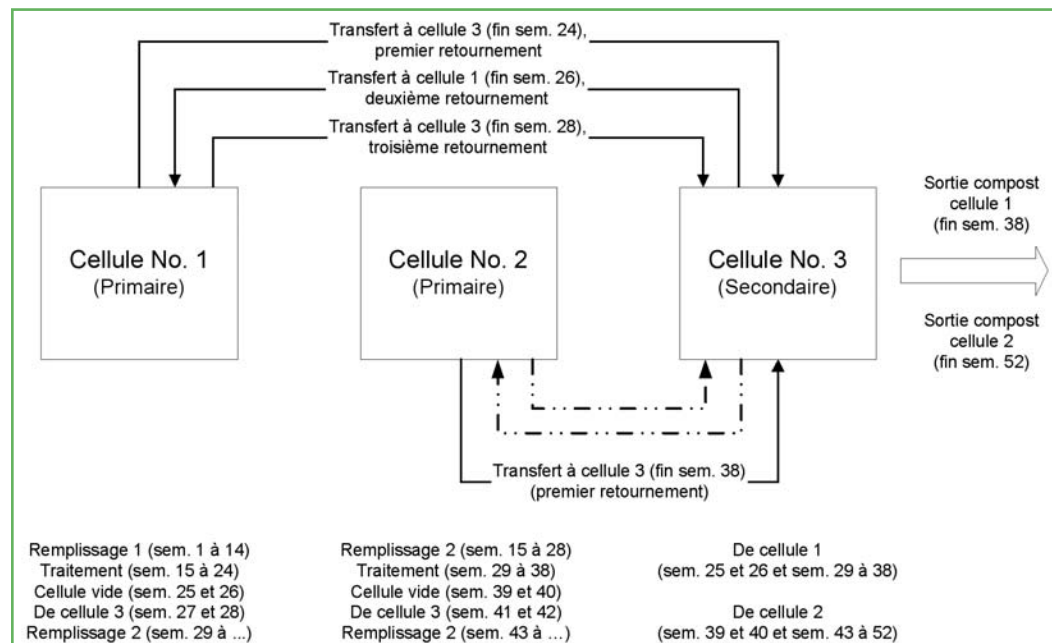 Transfert à cellule 3 (fin sem. 24),
premier retournement
Transfert à cellule 1 (fin sem. 26),
deuxième retournement
Transfert à cellule 3 (fin sem. 28),
troisième retournement
Cellule No. 1
(Primaire)
Cellule No. 2
(Primaire)
Cellule No. 3
(Secondaire)
Sortie compost
cellule 1
(fin sem. 38)
Sortie compost
cellule 2
(fin sem. 52)
Transfert à cellule 3 (fin sem. 38)
(premier retournement)
Remplissage 1 (sem. 1 à 14)
Traitement (sem. 15 à 24)
Cellule vide (sem. 25 et 26)
De cellule 3 (sem. 27 et 28)
Remplissage 2 (sem. 29 à ...)
Remplissage 2 (sem. 15 à 28)
Traitement (sem. 29 à 38)
Cellule vide (sem. 39 et 40)
De cellule 3 (sem. 41 et 42)
Remplissage 2 (sem. 43 à …)
De cellule 1
(sem. 25 et 26 et sem. 29 à 38)
De cellule 2
(sem. 39 et 40 et sem. 43 à 52)